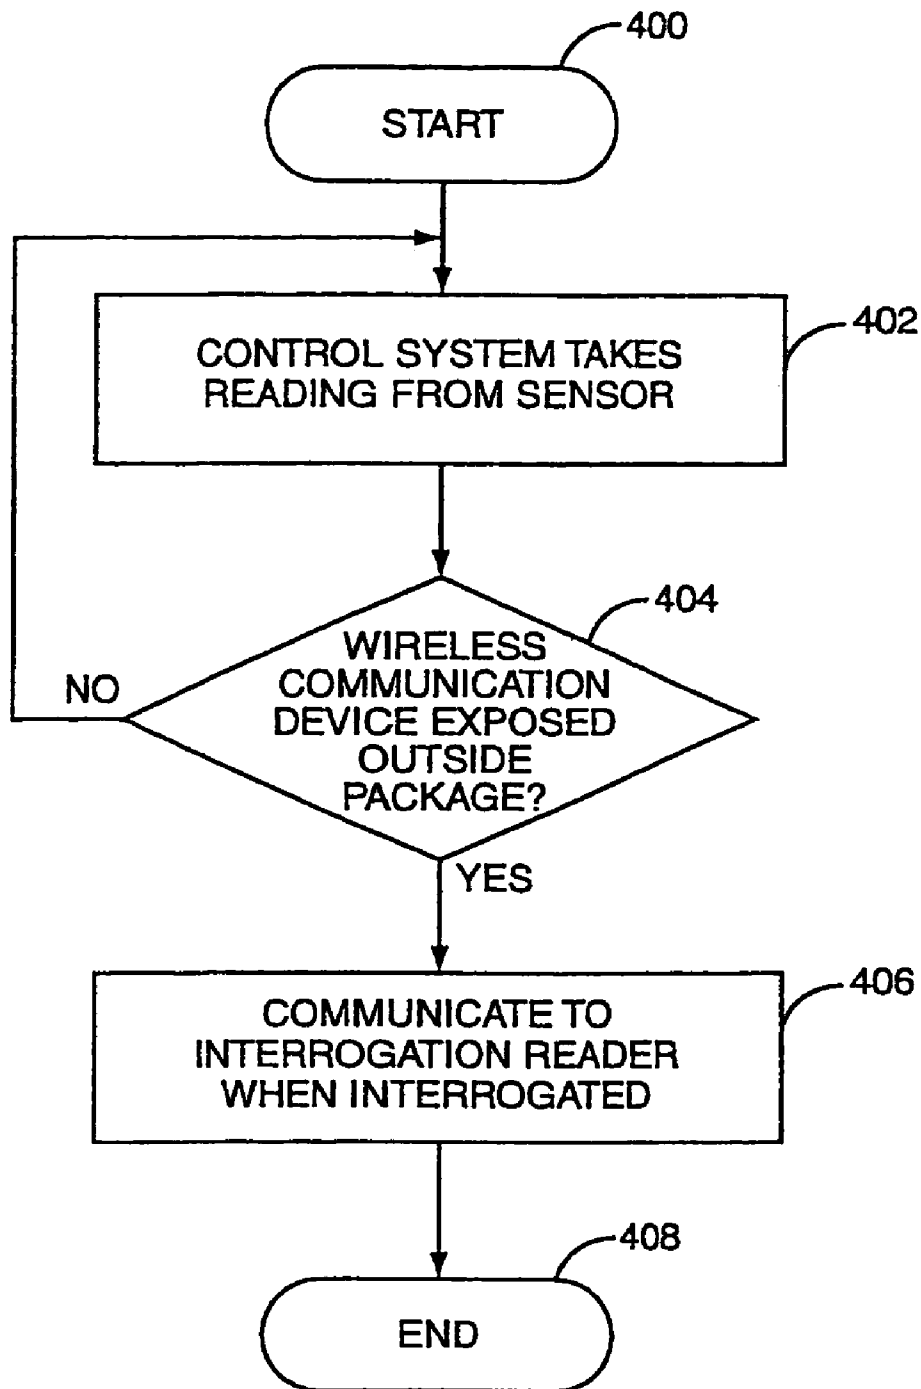 400
START
402
CONTROL SYSTEM TAKES
READING FROM SENSOR
404
WIRELESS
COMMUNICATION
DEVICE EXPOSED
OUTSIDE
PACKAGE?
NO
YES
406
COMMUNICATE TO
INTERROGATION READER
WHEN INTERROGATED
408
END